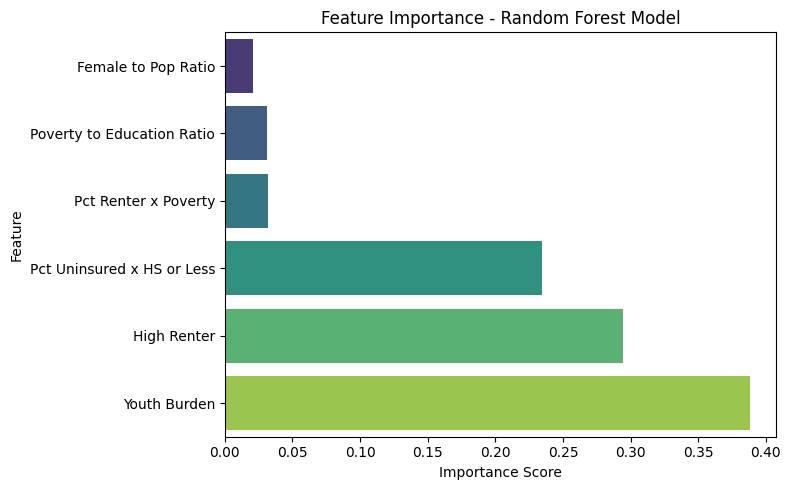 Feature Importance - Random Forest Model
Feature
Female to Pop Ratio
Poverty to Education Ratio
Pct Renter x Poverty
Pct Uninsured x HS or Less
High Renter
Youth Burden
0.00 0.05 0.10 0.15 0.20 0.25 0.30 0.35 0.40
Importance Score